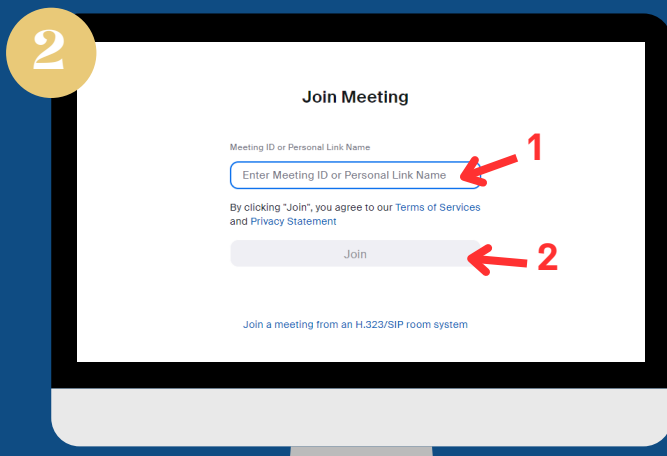 2
Join Meeting
Meeting ID or Personal Link Name
1
Enter Meeting ID or Personal Link Name
By clicking "Join", you agree to our Terms of Services
and Privacy Statement
Join
2
Join a meeting from an H.323/SIP room system